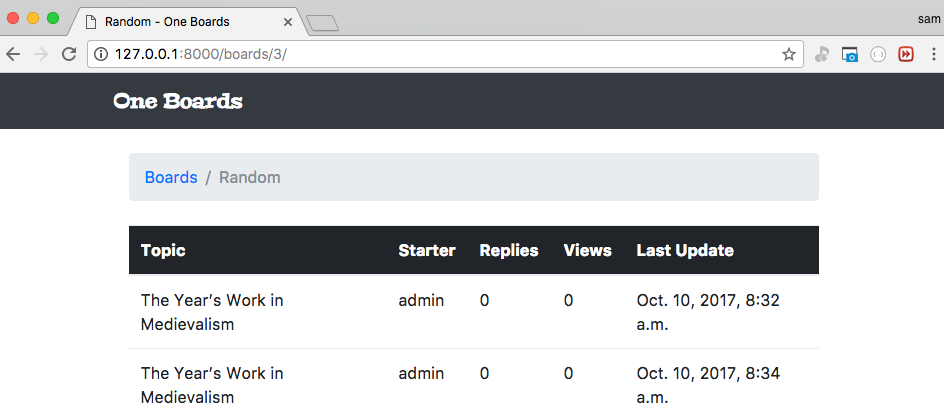 Random - One Boards
sam
127.0.0.1:8000/boards/3/
One Boards
Boards / Random
Topic Starter Replies Views Last Update
The Year’s Work in admin 0 0 Oct. 10, 2017, 8:32
Medievalism a.m.
The Year’s Work in admin 0 0 Oct. 10, 2017, 8:34
Medievalism a.m.